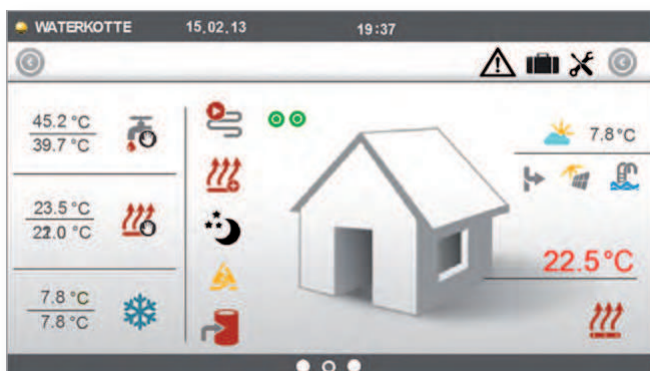 WATERKOTTE 15.02.13 19:37
45.2 °C
39.7 °C
7.8 °C
23.5 °C
22.0 °C
22.5 °C
7.8 °C
7.8 °C